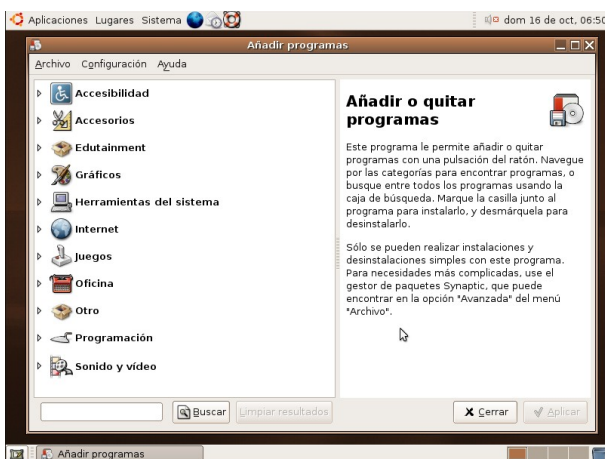 Aplicaciones Lugares Sistema dom 16 de oct, 06:50
Añadir programas
Archivo Configuración Ayuda
Accesibilidad
Accesorios
Edutainment
Gráficos
Herramientas del sistema
Internet
Juegos
Oficina
Otro
Programación
Sonido y vídeo
Añadir o quitar
programas
Este programa le permite añadir o quitar
programas con una pulsación del ratón. Navegue
por las categorías para encontrar programas, o
busque entre todos los programas usando la
caja de búsqueda. Marque la casilla junto al
programa para instalarlo, y desmárquela para
desinstalarlo.
Sólo se pueden realizar instalaciones y
desinstalaciones simples con este programa.
Para necesidades más complicadas, use el
gestor de paquetes Synaptic, que puede
encontrar en la opción "Avanzada" del menú
"Archivo".
Buscar Limpiar resultados Cerrar Aplicar
Añadir programas